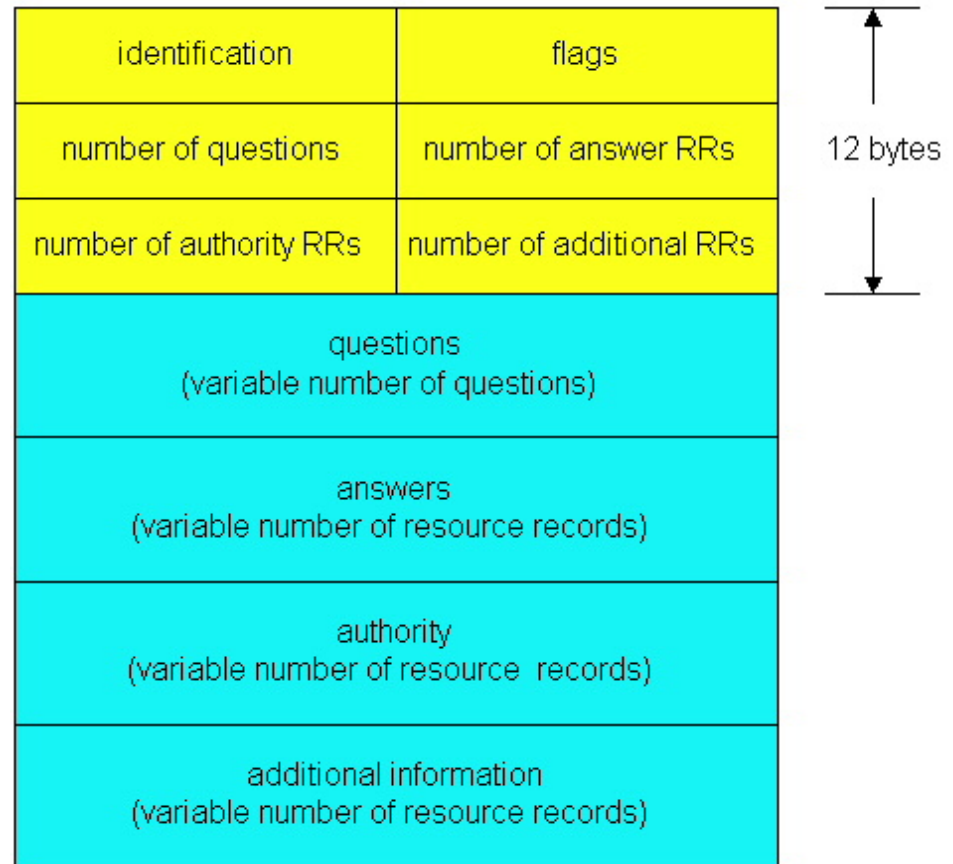 identification
flags
12 bytes
number of questions
number of answer RRs
number of authority RRs
number of additional RRs
questions
(variable number of questions)
answers
(variable number of resource records)
authority
(variable number of resource  records)
additional information
(variable number of resource records)